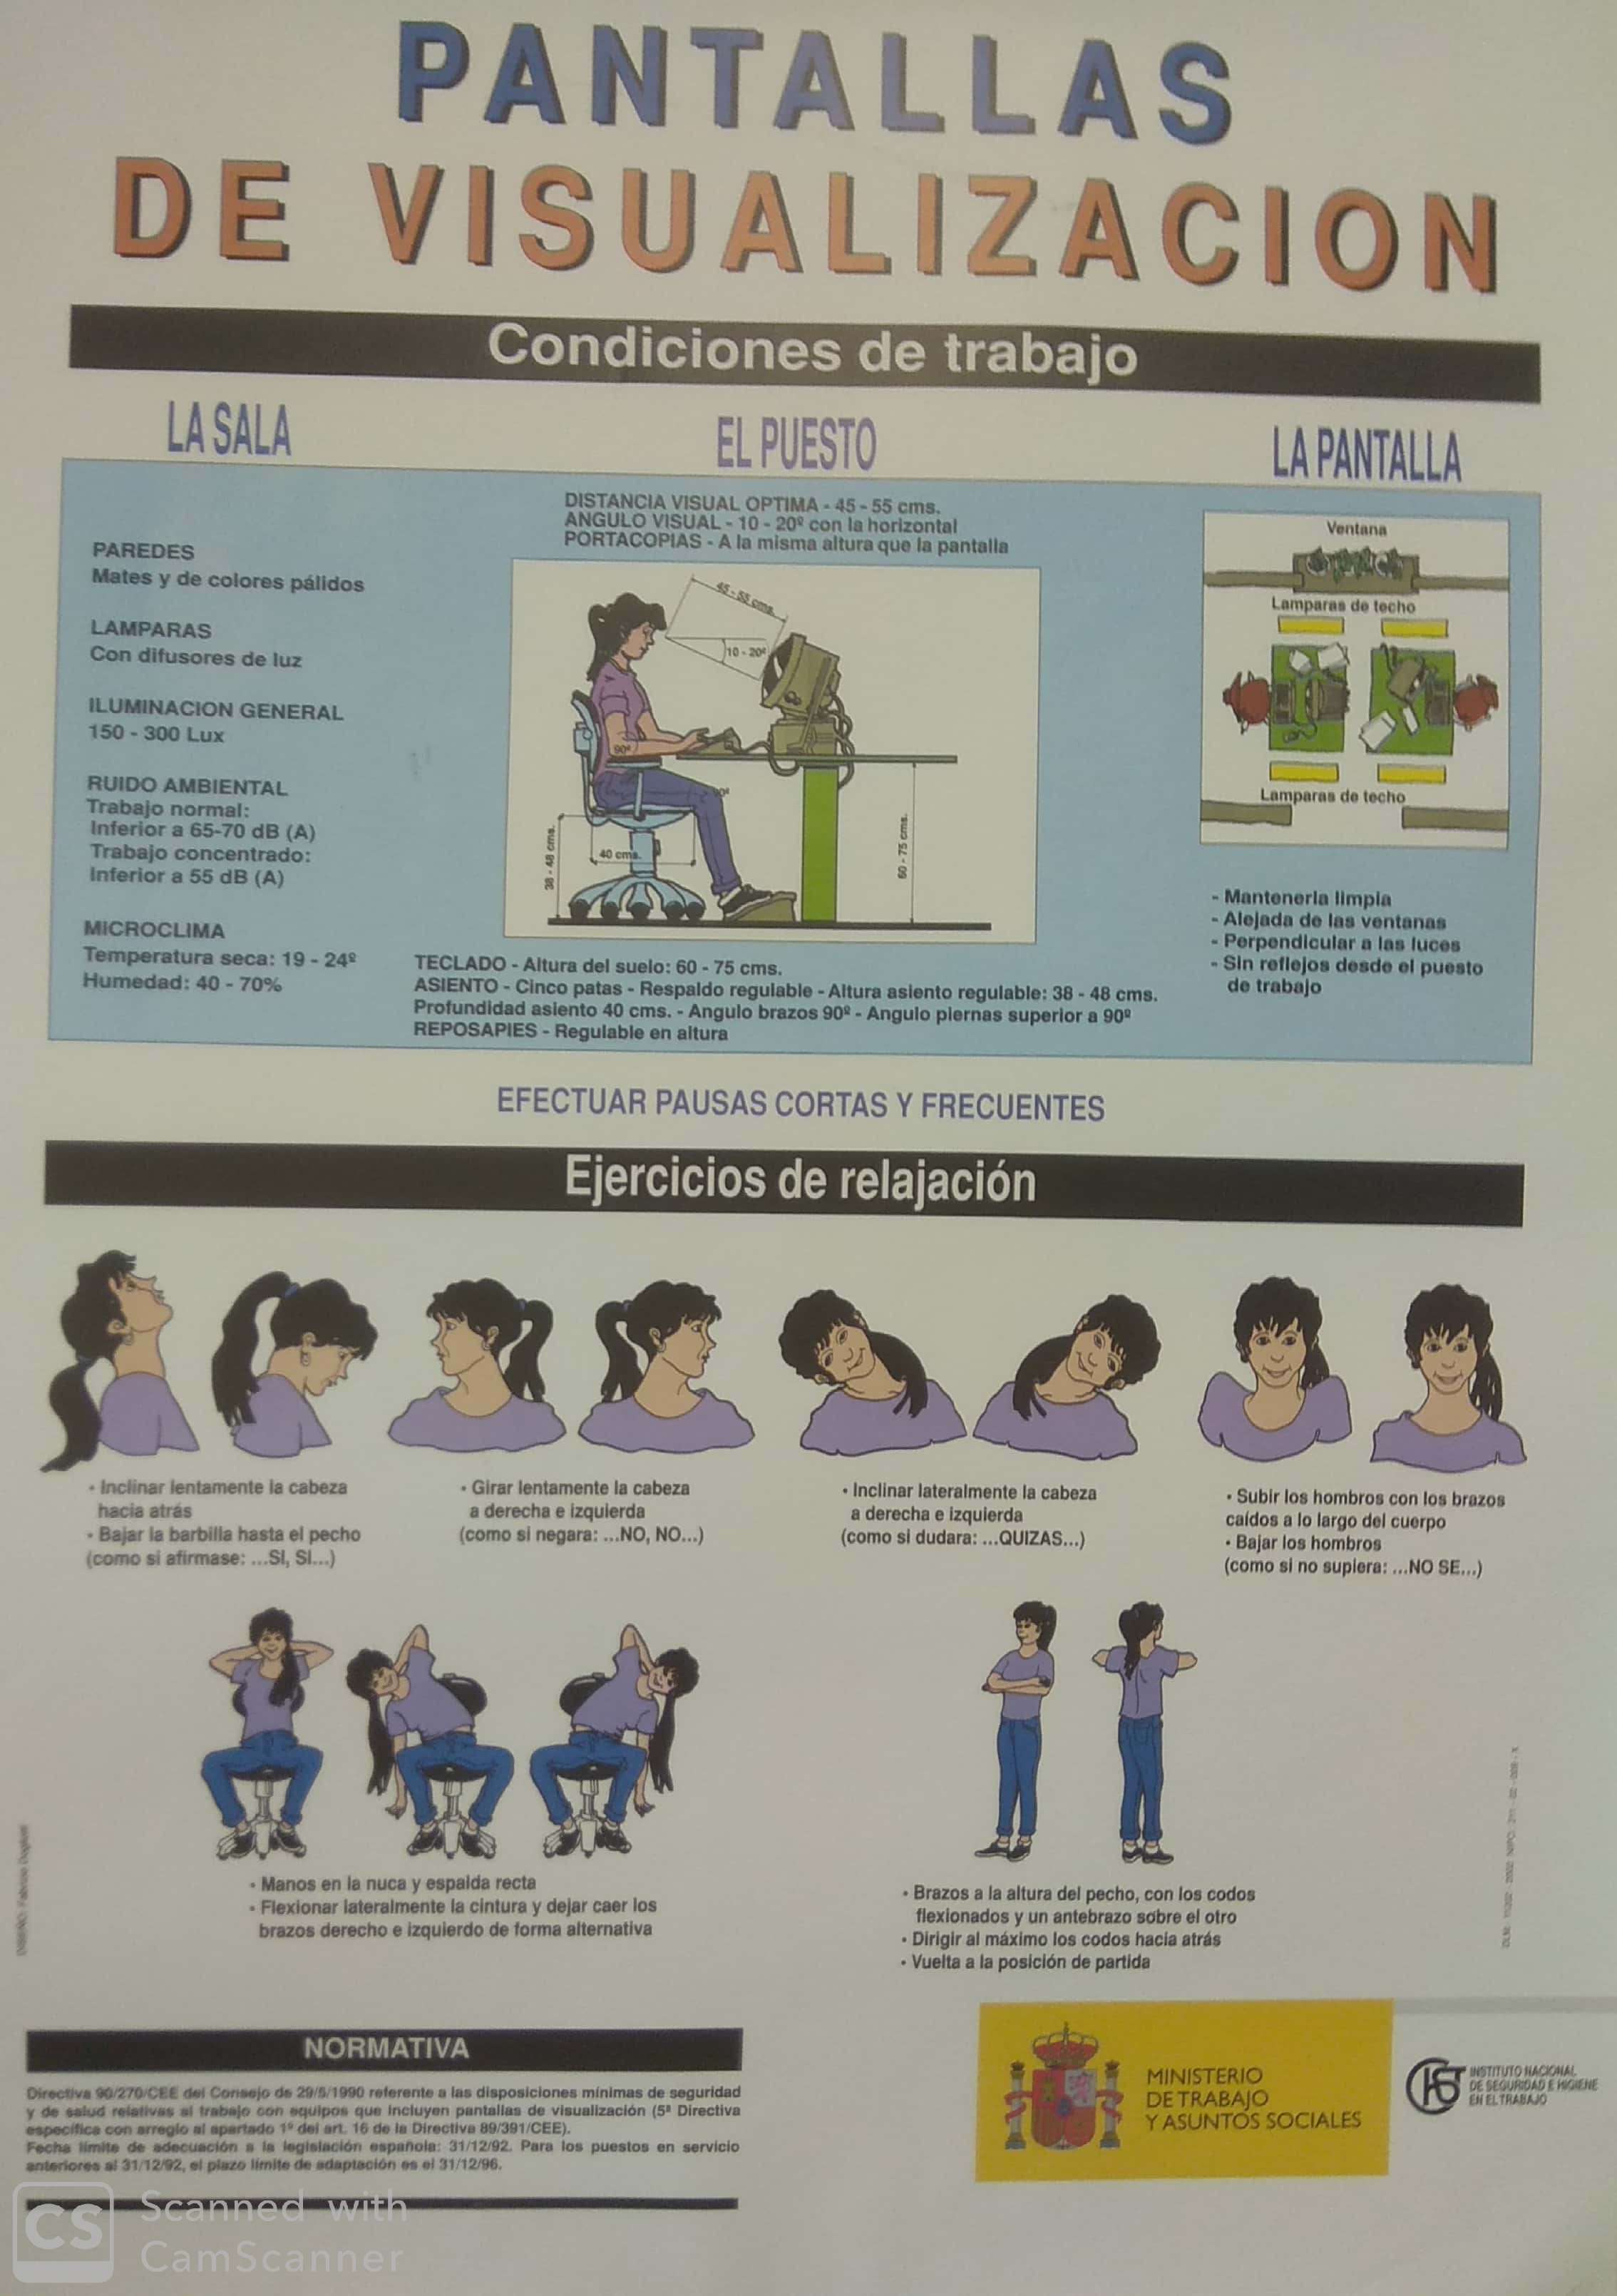 PANTALLAS
DE VISUALIZACION
Condiciones de trabajo
LA SALA
PAREDES
Mates y de colores pálidos
LAMPARAS
Con difusores de luz
ILUMINACION GENERAL
150 - 300 Lux
RUIDO AMBIENTAL
Trabajo normal:
Inferior a 65-70 dB (A)
Trabajo concentrado:
Inferior a 55 dB (A)
MICROCLIMA
Temperatura seca: 19 - 24º
Humedad: 40 - 70%
EL PUESTO
DISTANCIA VISUAL OPTIMA - 45 - 55 cms.
ANGULO VISUAL - 10 - 20º con la horizontal
PORTACOPIAS - A la misma altura que la pantalla
45 - 55 cms.
10 - 20º
90º
90º
38 - 48 cms.
40 cms.
60 - 75 cms.
TECLADO - Altura del suelo: 60 - 75 cms.
ASIENTO - Cinco patas - Respaldo regulable - Altura asiento regulable: 38 - 48 cms.
Profundidad asiento 40 cms. - Angulo brazos 90º - Angulo piernas superior a 90º
REPOSAPIES - Regulable en altura
LA PANTALLA
Ventana
Lamparas de techo
Lamparas de techo
- Mantenerla limpia
- Alejada de las ventanas
- Perpendicular a las luces
- Sin reflejos desde el puesto
de trabajo
EFECTUAR PAUSAS CORTAS Y FRECUENTES
Ejercicios de relajación
• Inclinar lentamente la cabeza
hacia atrás
• Bajar la barbilla hasta el pecho
(como si afirmase: ...SI, SI...)
• Girar lentamente la cabeza
a derecha e izquierda
(como si negara: ...NO, NO...)
• Inclinar lateralmente la cabeza
a derecha e izquierda
(como si dudara: ...QUIZAS...)
• Subir los hombros con los brazos
caídos a lo largo del cuerpo
• Bajar los hombros
(como si no supiera: ...NO SE...)
• Manos en la nuca y espalda recta
• Flexionar lateralmente la cintura y dejar caer los
brazos derecho e izquierdo de forma alternativa
• Brazos a la altura del pecho, con los codos
flexionados y un antebrazo sobre el otro
• Dirigir al máximo los codos hacia atrás
• Vuelta a la posición de partida
NORMATIVA
Directiva 90/270/CEE del Consejo de 29/5/1990 referente a las disposiciones mínimas de seguridad
y de salud relativas al trabajo con equipos que incluyen pantallas de visualización (5ª Directiva
específica con arreglo al apartado 1º del art. 16 de la Directiva 89/391/CEE).
Fecha límite de adecuación a la legislación española: 31/12/92. Para los puestos en servicio
anteriores al 31/12/92, el plazo límite de adaptación es el 31/12/96.
MINISTERIO
DE TRABAJO
Y ASUNTOS SOCIALES
INSTITUTO NACIONAL
DE SEGURIDAD E HIGIENE
EN EL TRABAJO
CS
Scanned with
CamScanner